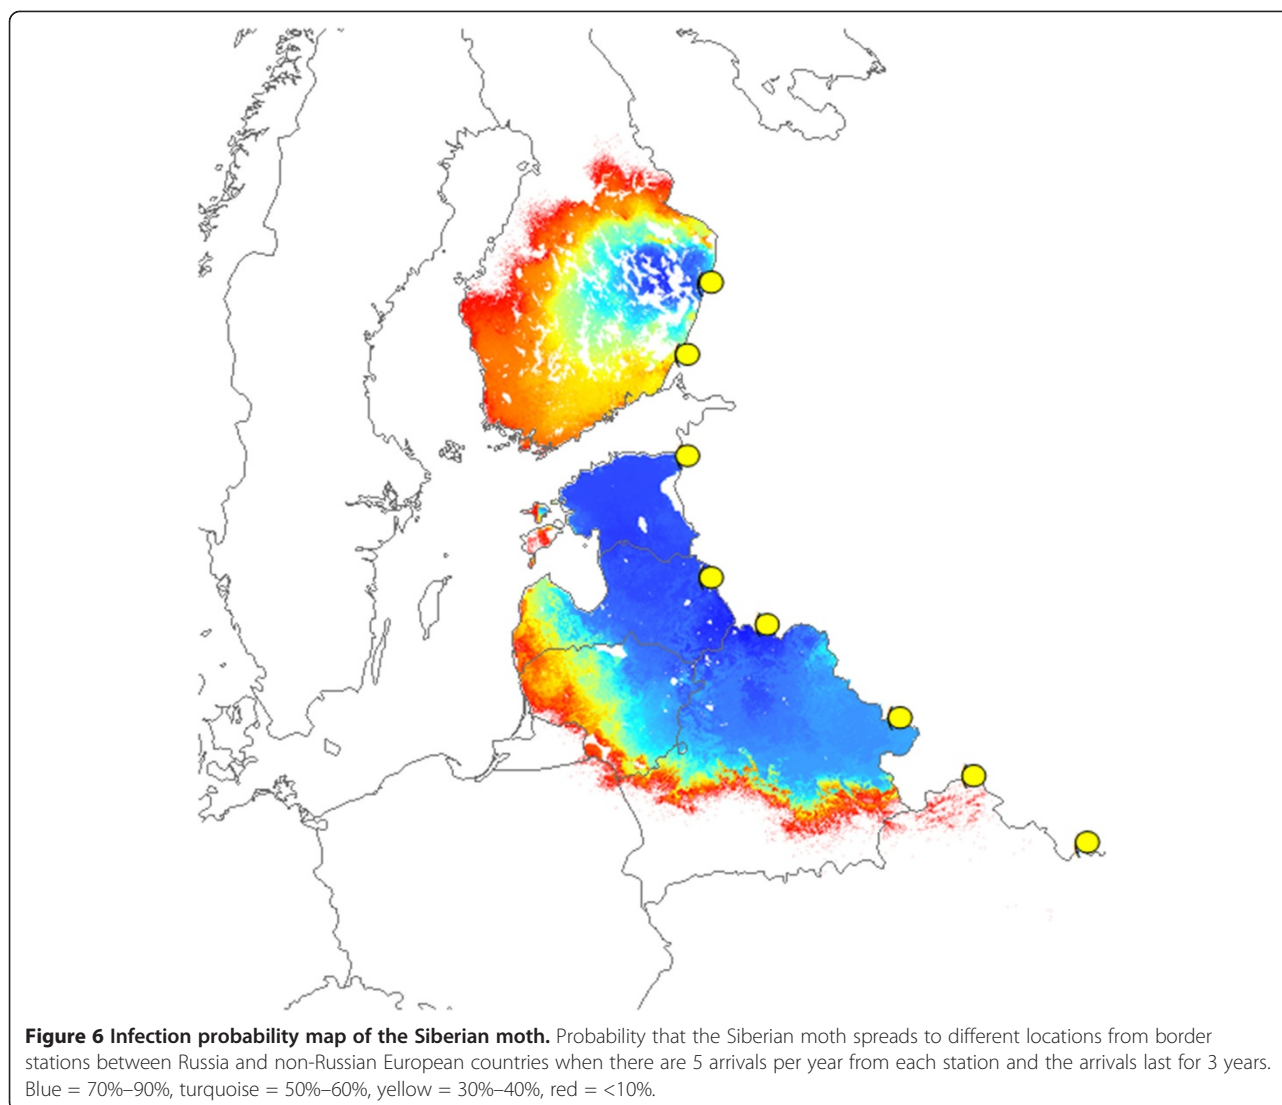 Figure 6 Infection probability map of the Siberian moth. Probability that the Siberian moth spreads to different locations from border
stations between Russia and non-Russian European countries when there are 5 arrivals per year from each station and the arrivals last for 3 years.
Blue = 70%–90%, turquoise = 50%–60%, yellow = 30%–40%, red = <10%.